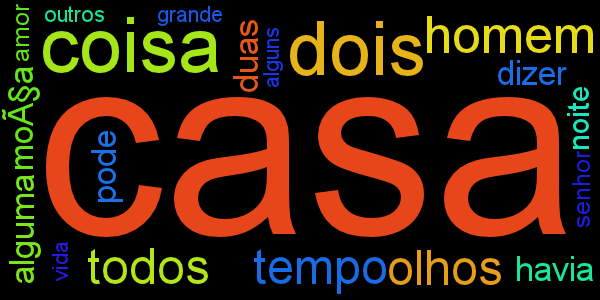 outros
grande
amor
coisa
duas
alguns
dois
homem
dizer
moÃ§a
casa
pode
noite
senhor
alguma
vida
todos
tempo
olhos
havia